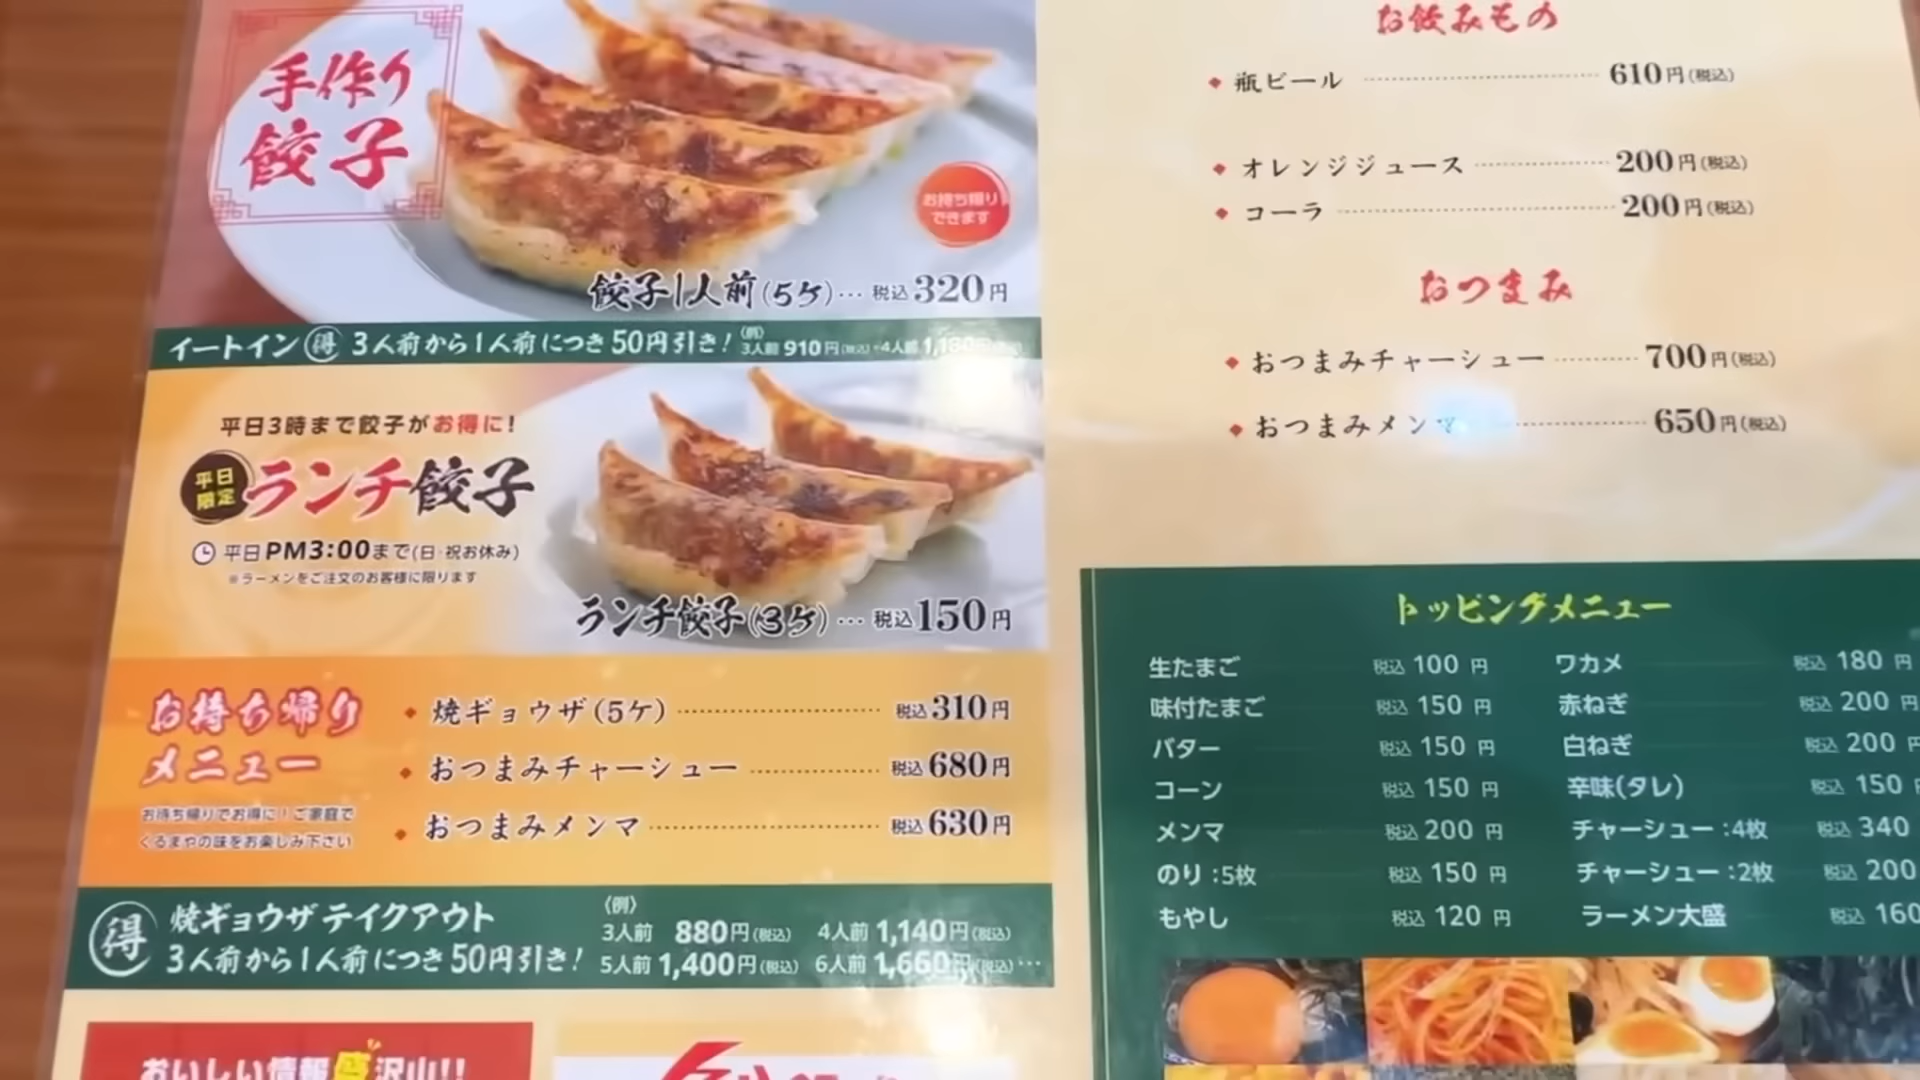 手作り
餃子
お持ち帰り
できます
餃子1人前(5ケ)… 税込320円
イートイン 得 3人前から1人前につき50円引き! (例) 3人前 910円(税込)・4人前
平日3時まで餃子がお得に!
平日限定 ランチ餃子
平日PM3:00まで(日・祝お休み)
※ラーメンをご注文のお客様に限ります
ランチ餃子(3ケ)… 税込150円
お持ち帰り
メニュー
お持ち帰りでお得に!ご家庭で
くるまやの味をお楽しみ下さい
焼ギョウザ(5ケ) 税込310円
おつまみチャーシュー 税込680円
おつまみメンマ 税込630円
得 焼ギョウザ テイクアウト
3人前から1人前につき50円引き!
(例)
3人前 880円(税込) 4人前 1,140円(税込)
5人前 1,400円(税込) 6人前 1,660円(税込)…
おいしい情報盛沢山!!
お飲みもの
瓶ビール 610円(税込)
オレンジジュース 200円(税込)
コーラ 200円(税込)
おつまみ
おつまみチャーシュー 700円(税込)
おつまみメンマ 650円(税込)
トッピングメニュー
生たまご 税込 100 円 ワカメ 税込 180 円
味付たまご 税込 150 円 赤ねぎ 税込 200 円
バター 税込 150 円 白ねぎ 税込 200 円
コーン 税込 150 円 辛味(タレ) 税込 150
メンマ 税込 200 円 チャーシュー:4枚 税込 340
のり:5枚 税込 150 円 チャーシュー:2枚 税込 200
もやし 税込 120 円 ラーメン大盛 税込 160